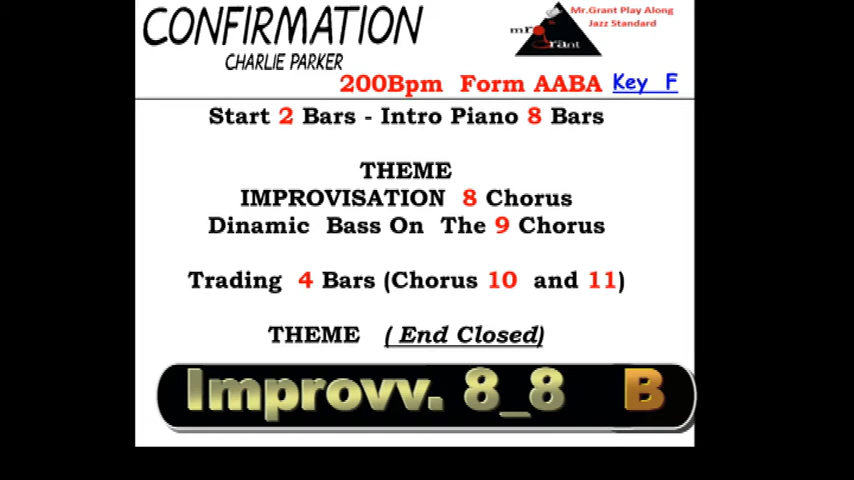 CONFIRMATION
CHARLIE PARKER
mr grant
Mr.Grant Play Along
Jazz Standard
200Bpm Form AABA Key F
Start 2 Bars - Intro Piano 8 Bars
THEME
IMPROVISATION 8 Chorus
Dinamic Bass On The 9 Chorus
Trading 4 Bars (Chorus 10 and 11)
THEME ( End Closed)
Improvv. 8_8 B